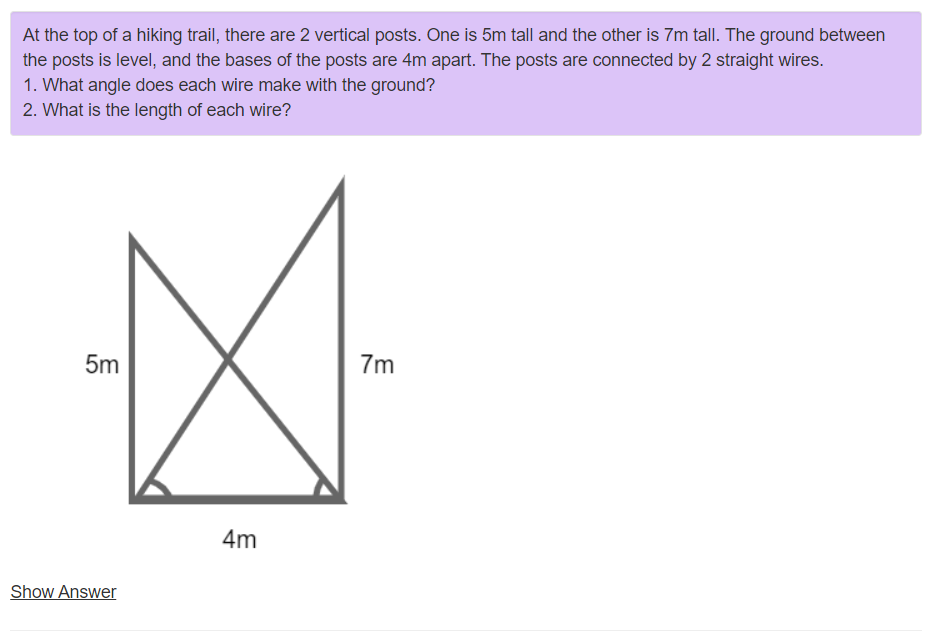 At the top of a hiking trail, there are 2 vertical posts. One is 5m tall and the other is 7m tall. The ground between
the posts is level, and the bases of the posts are 4m apart. The posts are connected by 2 straight wires.
1. What angle does each wire make with the ground?
2. What is the length of each wire?
5m
7m
4m
Show Answer